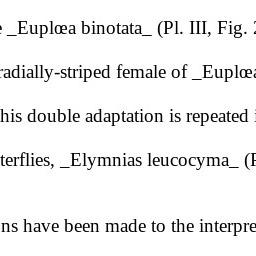 _Euplœa binotata_ (Pl. III, Fig.
radially-striped female of _Euplœa
his double adaptation is repeated
terflies, _Elymnias leucocyma_ (P
ns have been made to the interpre